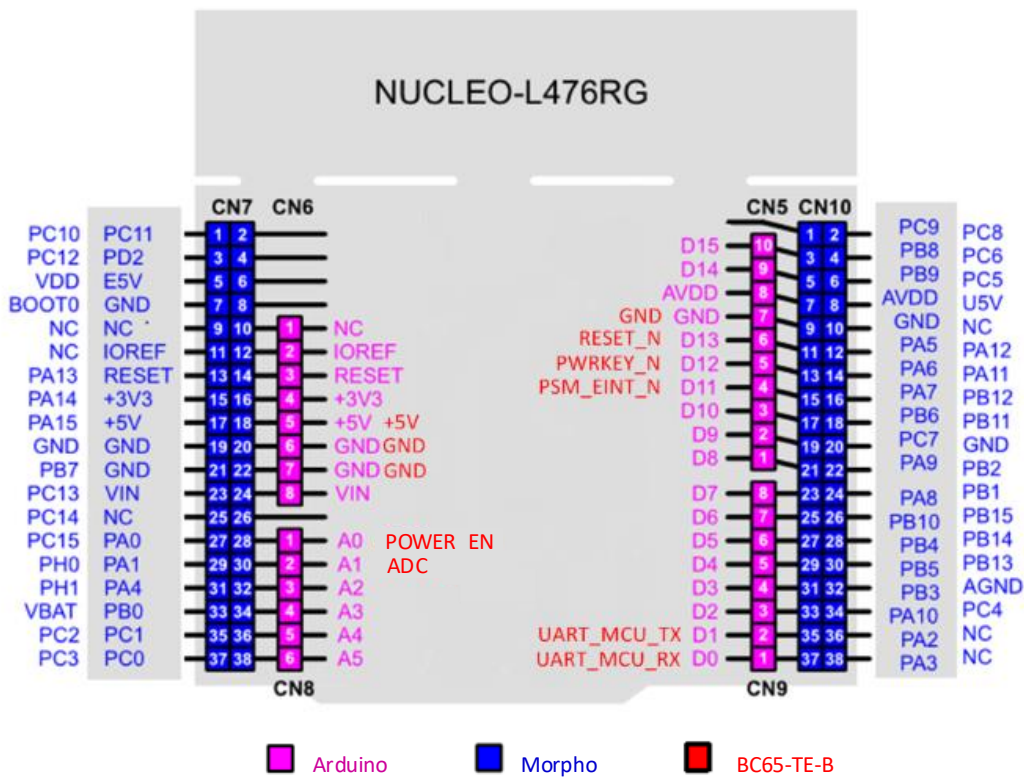 NUCLEO-L476RG
CN7 CN6 CN5 CN10
PC10 PC11 1 2 1 2 PC9 PC8
PC12 PD2 3 4 D15 10 3 4 PB8 PC6
VDD E5V 5 6 D14 9 5 6 PB9 PC5
BOOT0 GND 7 8 AVDD 8 7 8 AVDD U5V
NC NC 9 10 1 NC GND GND 7 9 10 GND NC
NC IOREF 11 12 2 IOREF RESET_N D13 6 11 12 PA5 PA12
PA13 RESET 13 14 3 RESET PWRKEY_N D12 5 13 14 PA6 PA11
PA14 +3V3 15 16 4 +3V3 PSM_EINT_N D11 4 15 16 PA7 PB12
PA15 +5V 17 18 5 +5V +5V D10 3 17 18 PB6 PB11
GND GND 19 20 6 GND GND D9 2 19 20 PC7 GND
PB7 GND 21 22 7 GND GND D8 1 21 22 PA9 PB2
PC13 VIN 23 24 8 VIN D7 8 23 24 PA8 PB1
PC14 NC 25 26 D6 7 25 26 PB10 PB15
PC15 PA0 27 28 1 A0 POWER EN D5 6 27 28 PB4 PB14
PH0 PA1 29 30 2 A1 ADC D4 5 29 30 PB5 PB13
PH1 PA4 31 32 3 A2 D3 4 31 32 PB3 AGND
VBAT PB0 33 34 4 A3 D2 3 33 34 PA10 PC4
PC2 PC1 35 36 5 A4 UART_MCU_TX D1 2 35 36 PA2 NC
PC3 PC0 37 38 6 A5 UART_MCU_RX D0 1 37 38 PA3 NC
CN8 CN9
Arduino Morpho BC65-TE-B